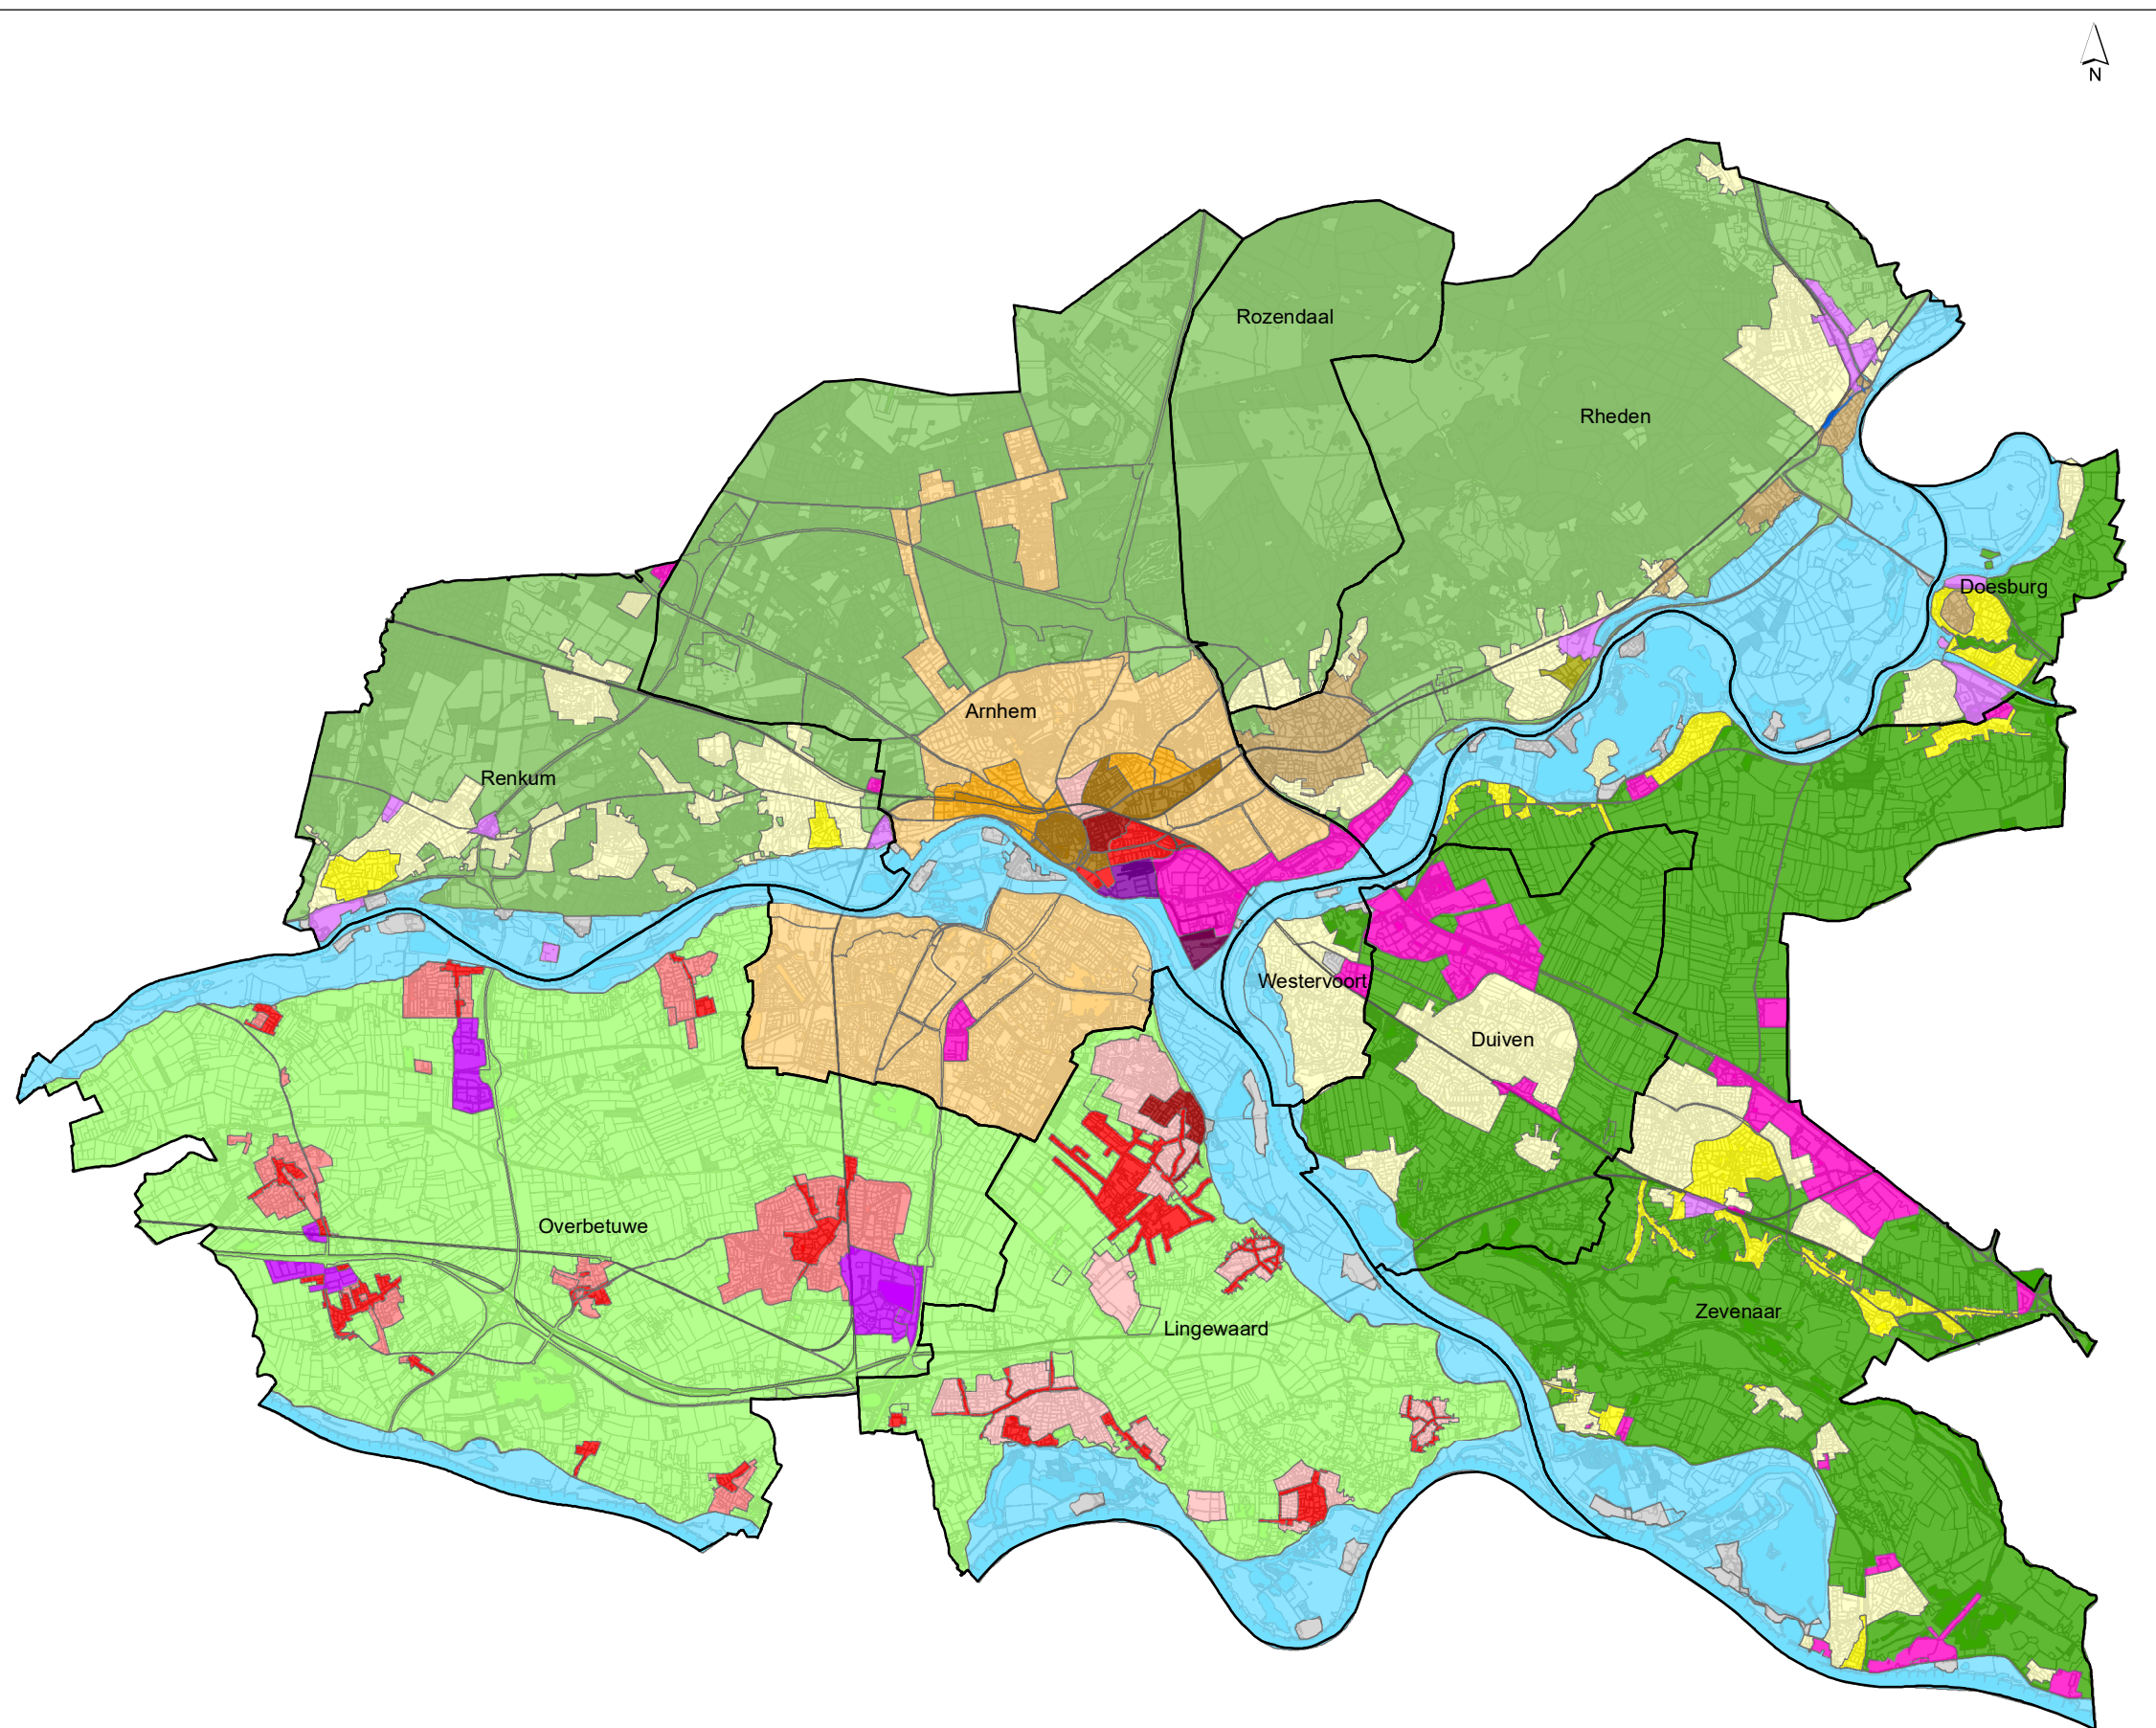 N
Rozendaal
Rheden
Doesburg
Arnhem
Renkum
Westervoort
Duiven
Overbetuwe
Zevenaar
Lingewaard